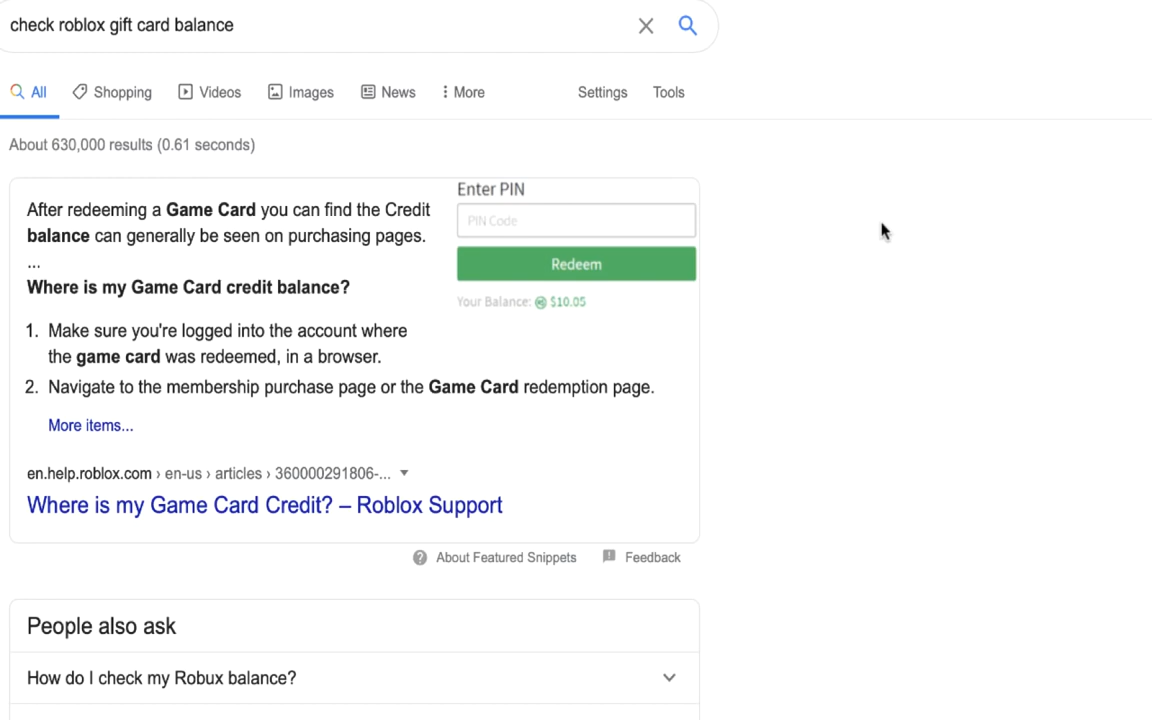 check roblox gift card balance
All Shopping Videos Images News More Settings Tools
About 630,000 results (0.61 seconds)
After redeeming a Game Card you can find the Credit
balance can generally be seen on purchasing pages.
...
Where is my Game Card credit balance?
1. Make sure you're logged into the account where
the game card was redeemed, in a browser.
2. Navigate to the membership purchase page or the Game Card redemption page.
More items...
Enter PIN
PIN Code
Redeem
Your Balance: $10.05
en.help.roblox.com › en-us › articles › 360000291806-...
Where is my Game Card Credit? – Roblox Support
About Featured Snippets Feedback
People also ask
How do I check my Robux balance?